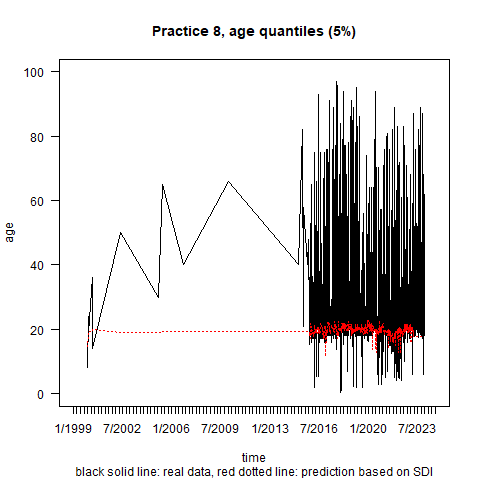 Practice 8, age quantiles (5%)
100
80
60
40
20
0
age
1/1999 7/2002 1/2006 7/2009 1/2013 7/2016 1/2020 7/2023
time
black solid line: real data, red dotted line: prediction based on SDI